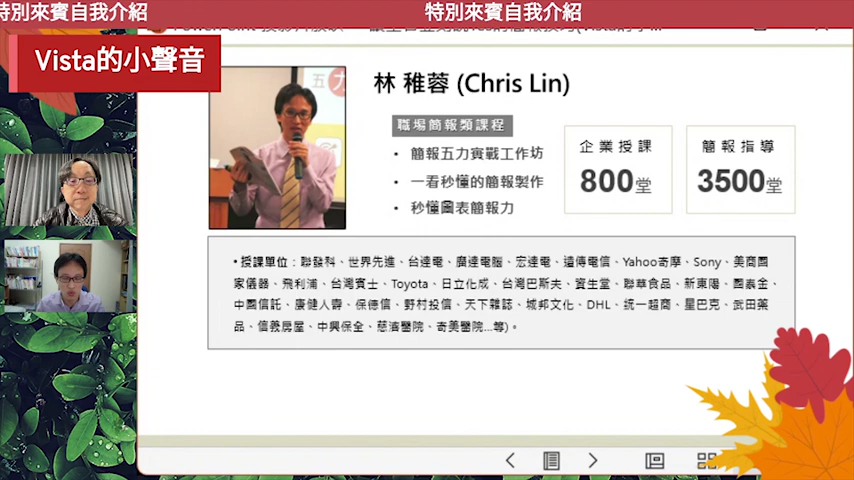 特別來賓自我介紹
特別來賓自我介紹
Vista的小聲音
林 稚蓉 (Chris Lin)
職場簡報類課程
• 簡報五力實戰工作坊
• 一看秒懂的簡報製作
• 秒懂圖表簡報力
企業授課
800堂
簡報指導
3500堂
• 授課單位：聯發科、世界先進、台達電、廣達電腦、宏達電、遠傳電信、Yahoo奇摩、Sony、美商國
家儀器、飛利浦、台灣賓士、Toyota、日立化成、台灣巴斯夫、資生堂、聯華食品、新東陽、國泰金、
中國信託、康健人壽、保德信、野村投信、天下雜誌、城邦文化、DHL、統一超商、星巴克、武田藥
品、信義房屋、中興保全、慈濟醫院、奇美醫院...等)。